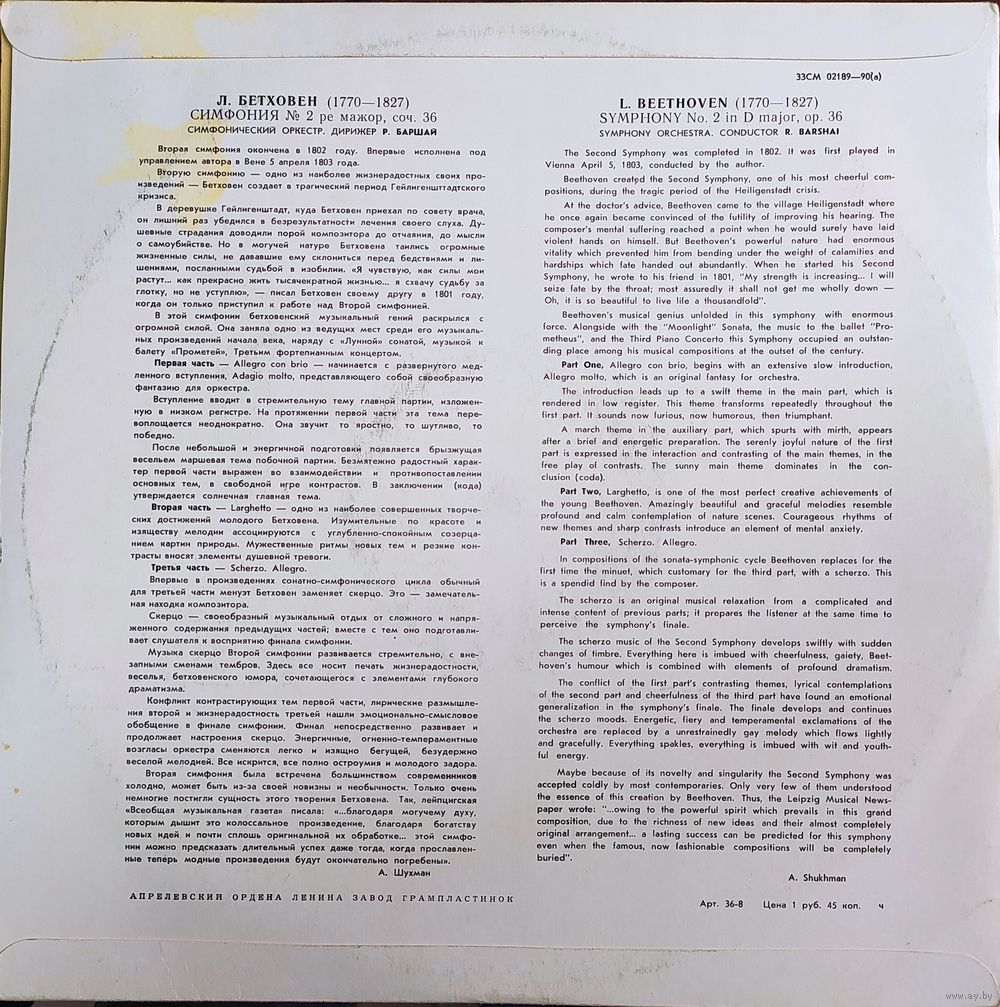 33СМ 02189—90(а)
Л. БЕТХОВЕН (1770—1827)
СИМФОНИЯ № 2 ре мажор, соч. 36
СИМФОНИЧЕСКИЙ ОРКЕСТР. ДИРИЖЕР Р. БАРШАЙ
Вторая симфония окончена в 1802 году. Впервые исполнена под
управлением автора в Вене 5 апреля 1803 года.
Вторую симфонию — одно из наиболее жизнерадостных своих про-
изведений — Бетховен создает в трагический период Гейлигенштадтского
кризиса.
В деревушке Гейлигенштадт, куда Бетховен приехал по совету врача,
он лишний раз убедился в безрезультатности лечения своего слуха. Ду-
шевные страдания доводили порой композитора до отчаяния, до мысли
о самоубийстве. Но в могучей натуре Бетховена таились огромные
жизненные силы, не дававшие ему склониться перед бедствиями и ли-
шениями, посланными судьбой в изобилии. «Я чувствую, как силы мои
растут... как прекрасно жить тысячекратной жизнью... я схвачу судьбу за
глотку, но не уступлю», — писал Бетховен своему другу в 1801 году,
когда он только приступил к работе над Второй симфонией.
В этой симфонии бетховенский музыкальный гений раскрылся с
огромной силой. Она заняла одно из ведущих мест среди его музыкаль-
ных произведений начала века, наряду с «Лунной» сонатой, музыкой к
балету «Прометей», Третьим фортепианным концертом.
Первая часть — Allegro con brio — начинается с развернутого мед-
ленного вступления, Adagio molto, представляющего собой своеобразную
фантазию для оркестра.
Вступление вводит в стремительную тему главной партии, изложен-
ную в низком регистре. На протяжении первой части эта тема пере-
воплощается неоднократно. Она звучит то яростно, то шутливо, то
победно.
После небольшой и энергичной подготовки появляется брызжущая
весельем маршевая тема побочной партии. Безмятежно радостный харак-
тер первой части выражен во взаимодействии и противопоставлении
основных тем, в свободной игре контрастов. В заключении (кода)
утверждается солнечная главная тема.
Вторая часть — Larghetto — одно из наиболее совершенных творче-
ских достижений молодого Бетховена. Изумительные по красоте и
изяществу мелодии ассоциируются с углубленно-спокойным созерца-
нием картин природы. Мужественные ритмы новых тем и резкие кон-
трасты вносят элементы душевной тревоги.
Третья часть — Scherzo. Allegro.
Впервые в произведениях сонатно-симфонического цикла обычный
для третьей части менуэт Бетховен заменяет скерцо. Это — замечатель-
ная находка композитора.
Скерцо — своеобразный музыкальный отдых от сложного и напря-
женного содержания предыдущих частей; вместе с тем оно подготавли-
вает слушателя к восприятию финала симфонии.
Музыка скерцо Второй симфонии развивается стремительно, с вне-
запными сменами тембров. Здесь все носит печать жизнерадостности,
веселья, бетховенского юмора, сочетающегося с элементами глубокого
драматизма.
Конфликт контрастирующих тем первой части, лирические размышле-
ния второй и жизнерадостность третьей нашли эмоционально-смысловое
обобщение в финале симфонии. Финал непосредственно развивает и
продолжает настроения скерцо. Энергичные, огненно-темпераментные
возгласы оркестра сменяются легко и изящно бегущей, безудержно
веселой мелодией. Все искрится, все полно остроумия и молодого задора.
Вторая симфония была встречена большинством современников
холодно, может быть из-за своей новизны и необычности. Только очень
немногие постигли сущность этого творения Бетховена. Так, лейпцигская
«Всеобщая музыкальная газета» писала: «...благодаря могучему духу,
которым дышит это колоссальное произведение, благодаря богатству
новых идей и почти сплошь оригинальной их обработке... этой симфо-
нии можно предсказать длительный успех даже тогда, когда прославлен-
ные теперь модные произведения будут окончательно погребены».
А. Шухман
АПРЕЛЕВСКИЙ ОРДЕНА ЛЕНИНА ЗАВОД ГРАМПЛАСТИНОК
L. BEETHOVEN (1770—1827)
SYMPHONY No. 2 in D major, op. 36
SYMPHONY ORCHESTRA. CONDUCTOR R. BARSHAI
The Second Symphony was completed in 1802. It was first played in
Vienna April 5, 1803, conducted by the author.
Beethoven created the Second Symphony, one of his most cheerful com-
positions, during the tragic period of the Heiligenstadt crisis.
At the doctor's advice, Beethoven came to the village Heiligenstadt where
he once again became convinced of the futility of improving his hearing. The
composer's mental suffering reached a point when he would surely have laid
violent hands on himself. But Beethoven's powerful nature had enormous
vitality which prevented him from bending under the weight of calamities and
hardships which fate handed out abundantly. When he started his Second
Symphony, he wrote to his friend in 1801, "My strength is increasing... I will
seize fate by the throat; most assuredly it shall not get me wholly down —
Oh, it is so beautiful to live life a thousandfold".
Beethoven's musical genius unfolded in this symphony with enormous
force. Alongside with the "Moonlight" Sonata, the music to the ballet "Pro-
metheus", and the Third Piano Concerto this Symphony occupied an outstan-
ding place among his musical compositions at the outset of the century.
Part One, Allegro con brio, begins with an extensive slow introduction,
Allegro molto, which is an original fantasy for orchestra.
The introduction leads up to a swift theme in the main part, which is
rendered in low register. This theme transforms repeatedly throughout the
first part. It sounds now furious, now humorous, then triumphant.
A march theme in the auxiliary part, which spurts with mirth, appears
after a brief and energetic preparation. The serenly joyful nature of the first
part is expressed in the interaction and contrasting of the main themes, in the
free play of contrasts. The sunny main theme dominates in the con-
clusion (coda).
Part Two, Larghetto, is one of the most perfect creative achievements of
the young Beethoven. Amazingly beautiful and graceful melodies resemble
profound and calm contemplation of nature scenes. Courageous rhythms of
new themes and sharp contrasts introduce an element of mental anxiety.
Part Three, Scherzo. Allegro.
In compositions of the sonata-symphonic cycle Beethoven replaces for the
first time the minuet, which customary for the third part, with a scherzo. This
is a spendid find by the composer.
The scherzo is an original musical relaxation from a complicated and
intense content of previous parts; it prepares the listener at the same time to
perceive the symphony's finale.
The scherzo music of the Second Symphony develops swiftly with sudden
changes of timbre. Everything here is imbued with cheerfulness, gaiety, Beet-
hoven's humour which is combined with elements of profound dramatism.
The conflict of the first part's contrasting themes, lyrical contemplations
of the second part and cheerfulness of the third part have found an emotional
generalization in the symphony's finale. The finale develops and continues
the scherzo moods. Energetic, fiery and temperamental exclamations of the
orchestra are replaced by a unrestrainedly gay melody which flows lightly
and gracefully. Everything spakles, everything is imbued with wit and youth-
ful energy.
Maybe because of its novelty and singularity the Second Symphony was
accepted coldly by most contemporaries. Only very few of them understood
the essence of this creation by Beethoven. Thus, the Leipzig Musical News-
paper wrote: "...owing to the powerful spirit which prevails in this grand
composition, due to the richness of new ideas and their almost completely
original arrangement... a lasting success can be predicted for this symphony
even when the famous, now fashionable compositions will be completely
buried".
A. Shukhman
Арт. 36-8 Цена 1 руб. 45 коп. ч
www.ay.by